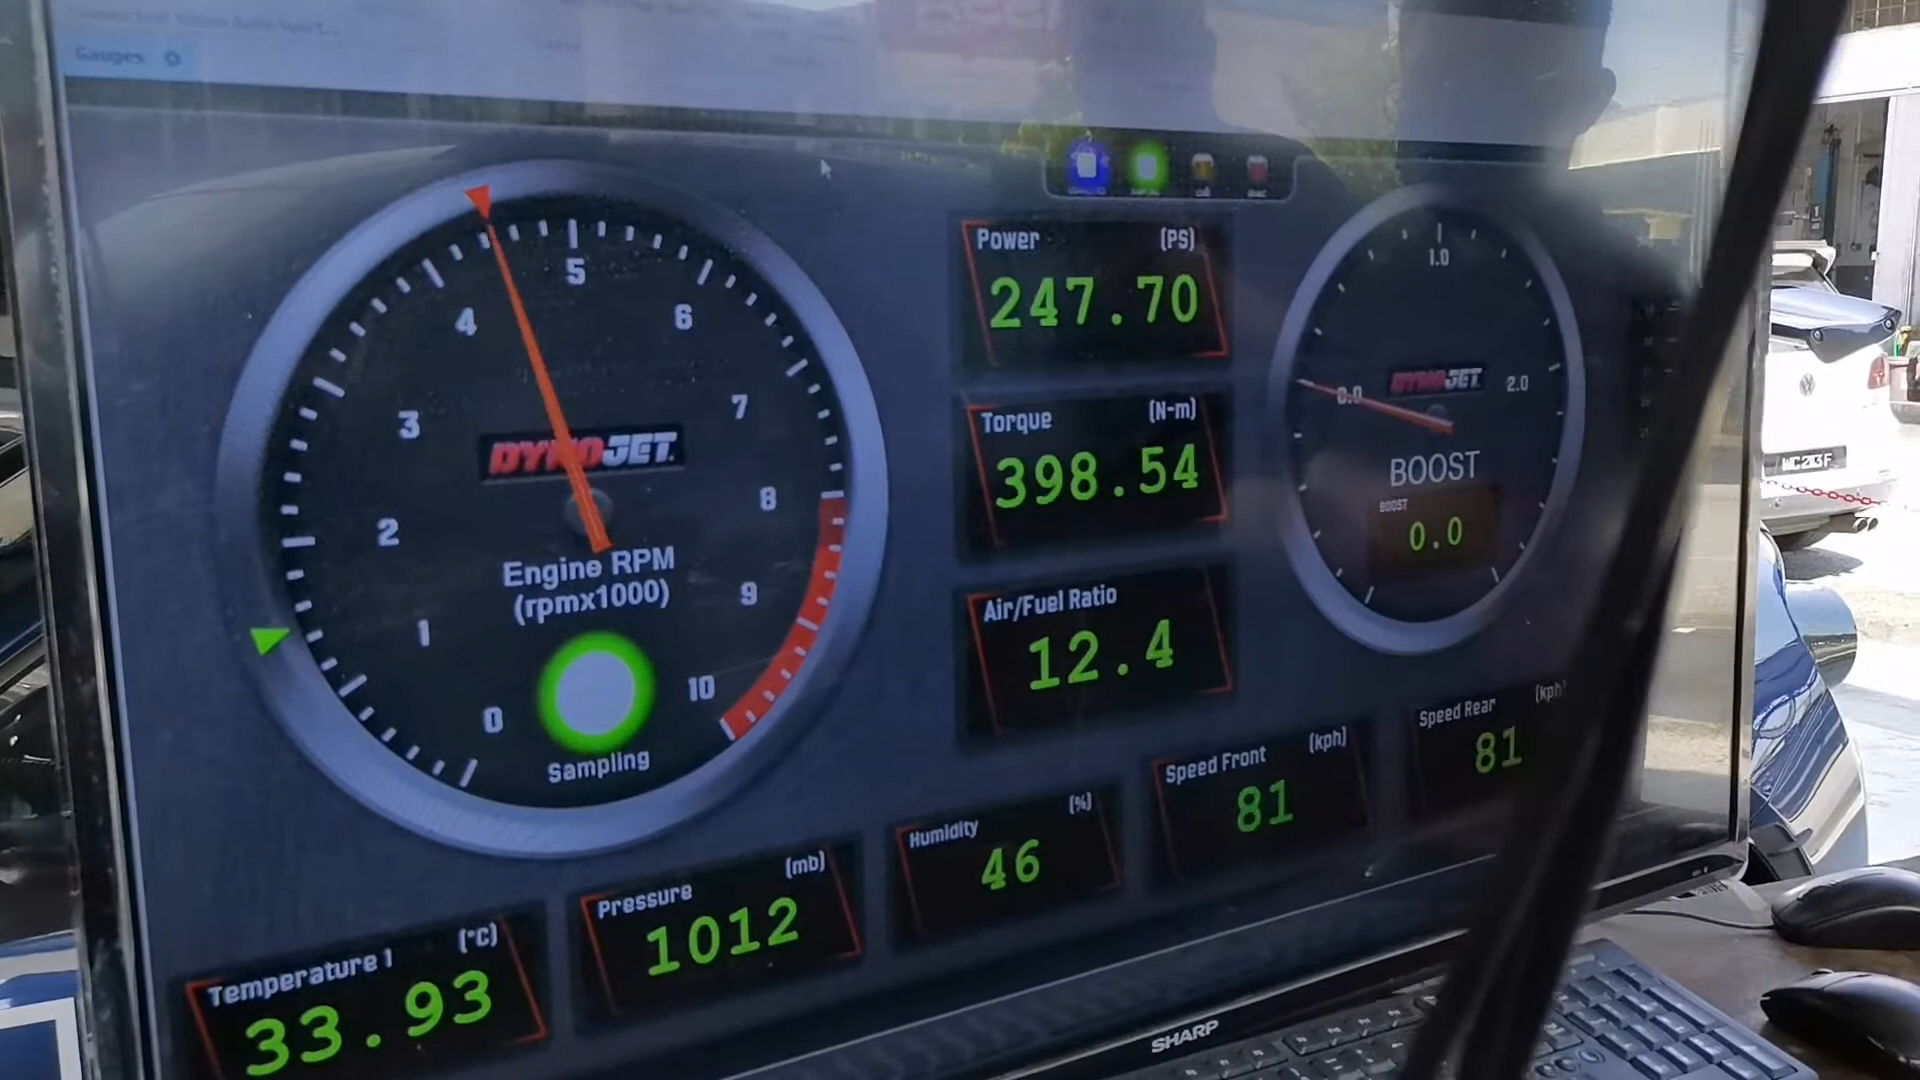 Gauges
5
4
6
3
7
2
8
1
9
0
10
DYNOJET.
Engine RPM
(rpmx1000)
Sampling
Power (PS)
247.70
Torque (N-m)
398.54
Air/Fuel Ratio
12.4
1.0
0.0
2.0
DYNOJET.
BOOST
BOOST
0.0
Temperature 1 (°C)
33.93
Pressure (mb)
1012
Humidity (%)
46
Speed Front (kph)
81
Speed Rear (kph)
81
SHARP